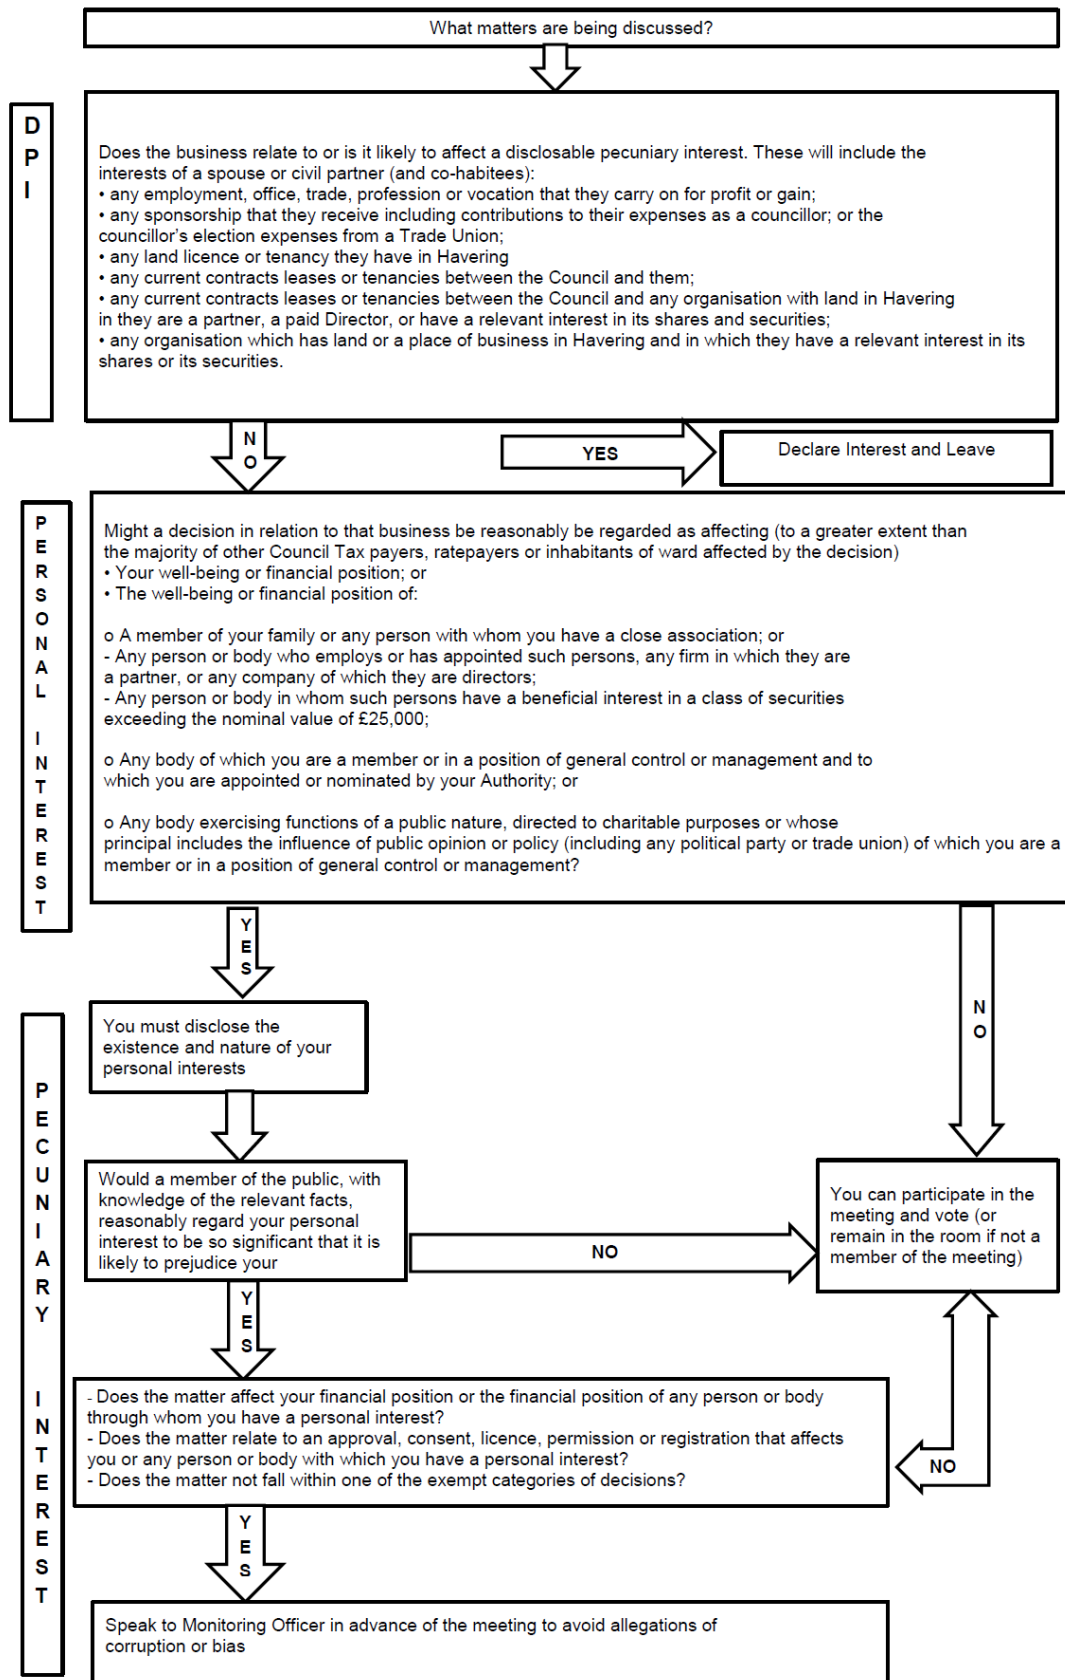 What matters are being discussed?
D
P
I
Does the business relate to or is it likely to affect a disclosable pecuniary interest. These will include the
interests of a spouse or civil partner (and co-habitees):
• any employment, office, trade, profession or vocation that they carry on for profit or gain;
• any sponsorship that they receive including contributions to their expenses as a councillor; or the
councillor's election expenses from a Trade Union;
• any land licence or tenancy they have in Havering
• any current contracts leases or tenancies between the Council and them;
• any current contracts leases or tenancies between the Council and any organisation with land in Havering
in they are a partner, a paid Director, or have a relevant interest in its shares and securities;
• any organisation which has land or a place of business in Havering and in which they have a relevant interest in its
shares or its securities.
N
O
YES
Declare Interest and Leave
P
E
R
S
O
N
A
L
I
N
T
E
R
E
S
T
Might a decision in relation to that business be reasonably be regarded as affecting (to a greater extent than
the majority of other Council Tax payers, ratepayers or inhabitants of ward affected by the decision)
• Your well-being or financial position; or
• The well-being or financial position of:
o A member of your family or any person with whom you have a close association; or
- Any person or body who employs or has appointed such persons, any firm in which they are
a partner, or any company of which they are directors;
- Any person or body in whom such persons have a beneficial interest in a class of securities
exceeding the nominal value of £25,000;
o Any body of which you are a member or in a position of general control or management and to
which you are appointed or nominated by your Authority; or
o Any body exercising functions of a public nature, directed to charitable purposes or whose
principal includes the influence of public opinion or policy (including any political party or trade union) of which you are a
member or in a position of general control or management?
Y
E
S
N
O
P
E
C
U
N
I
A
R
Y
I
N
T
E
R
E
S
T
You must disclose the
existence and nature of your
personal interests
Would a member of the public, with
knowledge of the relevant facts,
reasonably regard your personal
interest to be so significant that it is
likely to prejudice your
NO
You can participate in the
meeting and vote (or
remain in the room if not a
member of the meeting)
Y
E
S
- Does the matter affect your financial position or the financial position of any person or body
through whom you have a personal interest?
- Does the matter relate to an approval, consent, licence, permission or registration that affects
you or any person or body with which you have a personal interest?
- Does the matter not fall within one of the exempt categories of decisions?
NO
Y
E
S
Speak to Monitoring Officer in advance of the meeting to avoid allegations of
corruption or bias